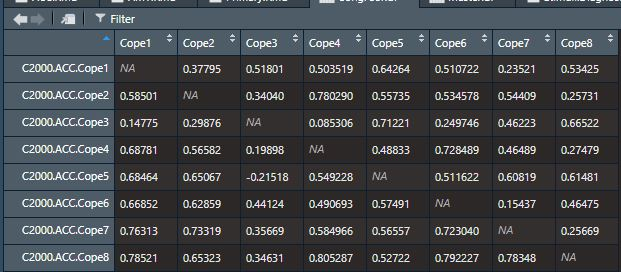 Filter
Cope1 Cope2 Cope3 Cope4 Cope5 Cope6 Cope7 Cope8
C2000.ACC.Cope1 NA 0.37795 0.51801 0.503519 0.64264 0.510722 0.23521 0.53425
C2000.ACC.Cope2 0.58501 NA 0.34040 0.780290 0.55735 0.534578 0.54409 0.25731
C2000.ACC.Cope3 0.14775 0.29876 NA 0.085306 0.71221 0.249746 0.46223 0.66522
C2000.ACC.Cope4 0.68781 0.56582 0.19898 NA 0.48833 0.728489 0.46489 0.27479
C2000.ACC.Cope5 0.68464 0.65067 -0.21518 0.549228 NA 0.511622 0.60819 0.61481
C2000.ACC.Cope6 0.66852 0.62859 0.44124 0.490693 0.57491 NA 0.15437 0.46475
C2000.ACC.Cope7 0.76313 0.73319 0.35669 0.584966 0.56557 0.723040 NA 0.25669
C2000.ACC.Cope8 0.78521 0.65323 0.34631 0.805287 0.52722 0.792227 0.78348 NA